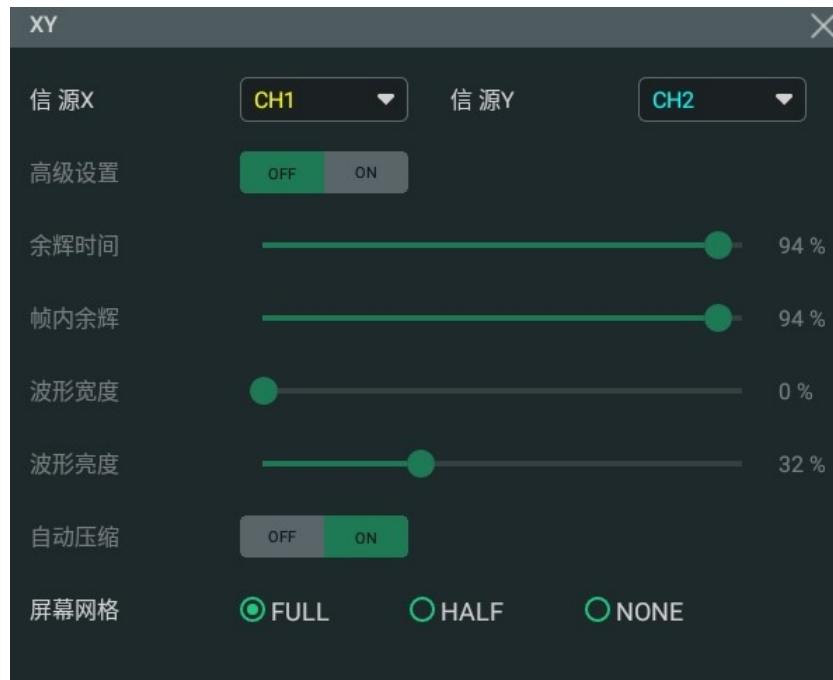 XY
信 源X CH1 信 源Y CH2
高级设置 OFF ON
余辉时间 94 %
帧内余辉 94 %
波形宽度 0 %
波形亮度 32 %
自动压缩 OFF ON
屏幕网格 FULL HALF NONE